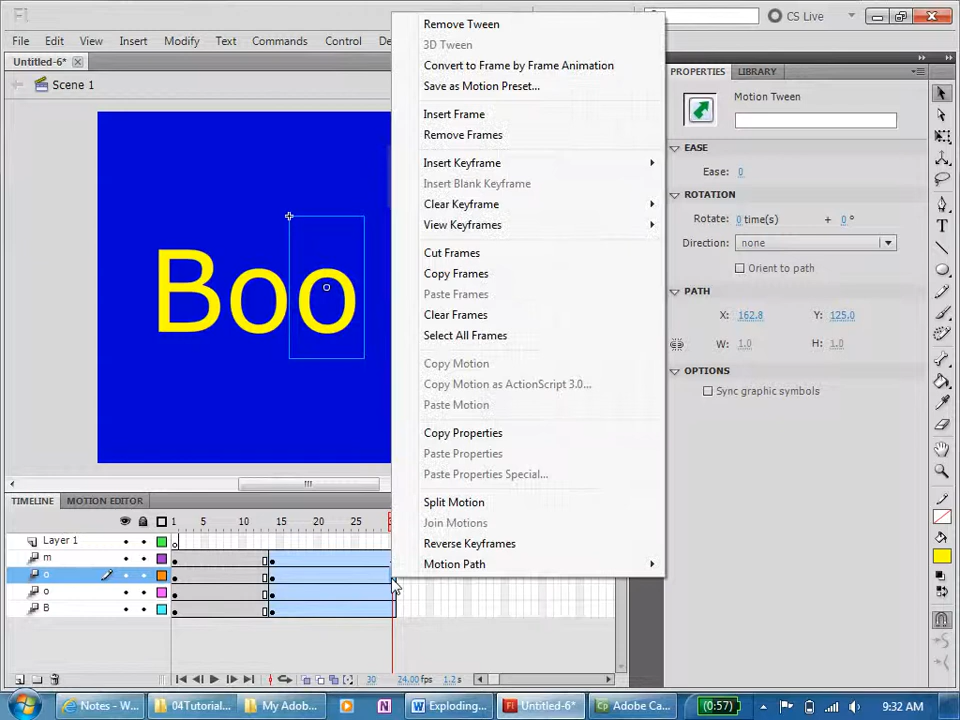 Fl
CS Live
File Edit View Insert Modify Text Commands Control De
Untitled-6*
Scene 1
Boo
Remove Tween
3D Tween
Convert to Frame by Frame Animation
Save as Motion Preset...
Insert Frame
Remove Frames
Insert Keyframe
Insert Blank Keyframe
Clear Keyframe
View Keyframes
Cut Frames
Copy Frames
Paste Frames
Clear Frames
Select All Frames
Copy Motion
Copy Motion as ActionScript 3.0...
Paste Motion
Copy Properties
Paste Properties
Paste Properties Special...
Split Motion
Join Motions
Reverse Keyframes
Motion Path
PROPERTIES LIBRARY
Motion Tween
EASE
Ease: 0
ROTATION
Rotate: 0 time(s) + 0 °
Direction: none
Orient to path
PATH
X: 162.8 Y: 125.0
W: 1.0 H: 1.0
OPTIONS
Sync graphic symbols
TIMELINE MOTION EDITOR
1 5 10 15 20 25
Layer 1
m
o
o
B
30 24.00 fps 1.2 s
Notes - W...
04Tutorial...
My Adob...
Exploding...
Untitled-6*
Adobe Ca...
(0:57)
9:32 AM